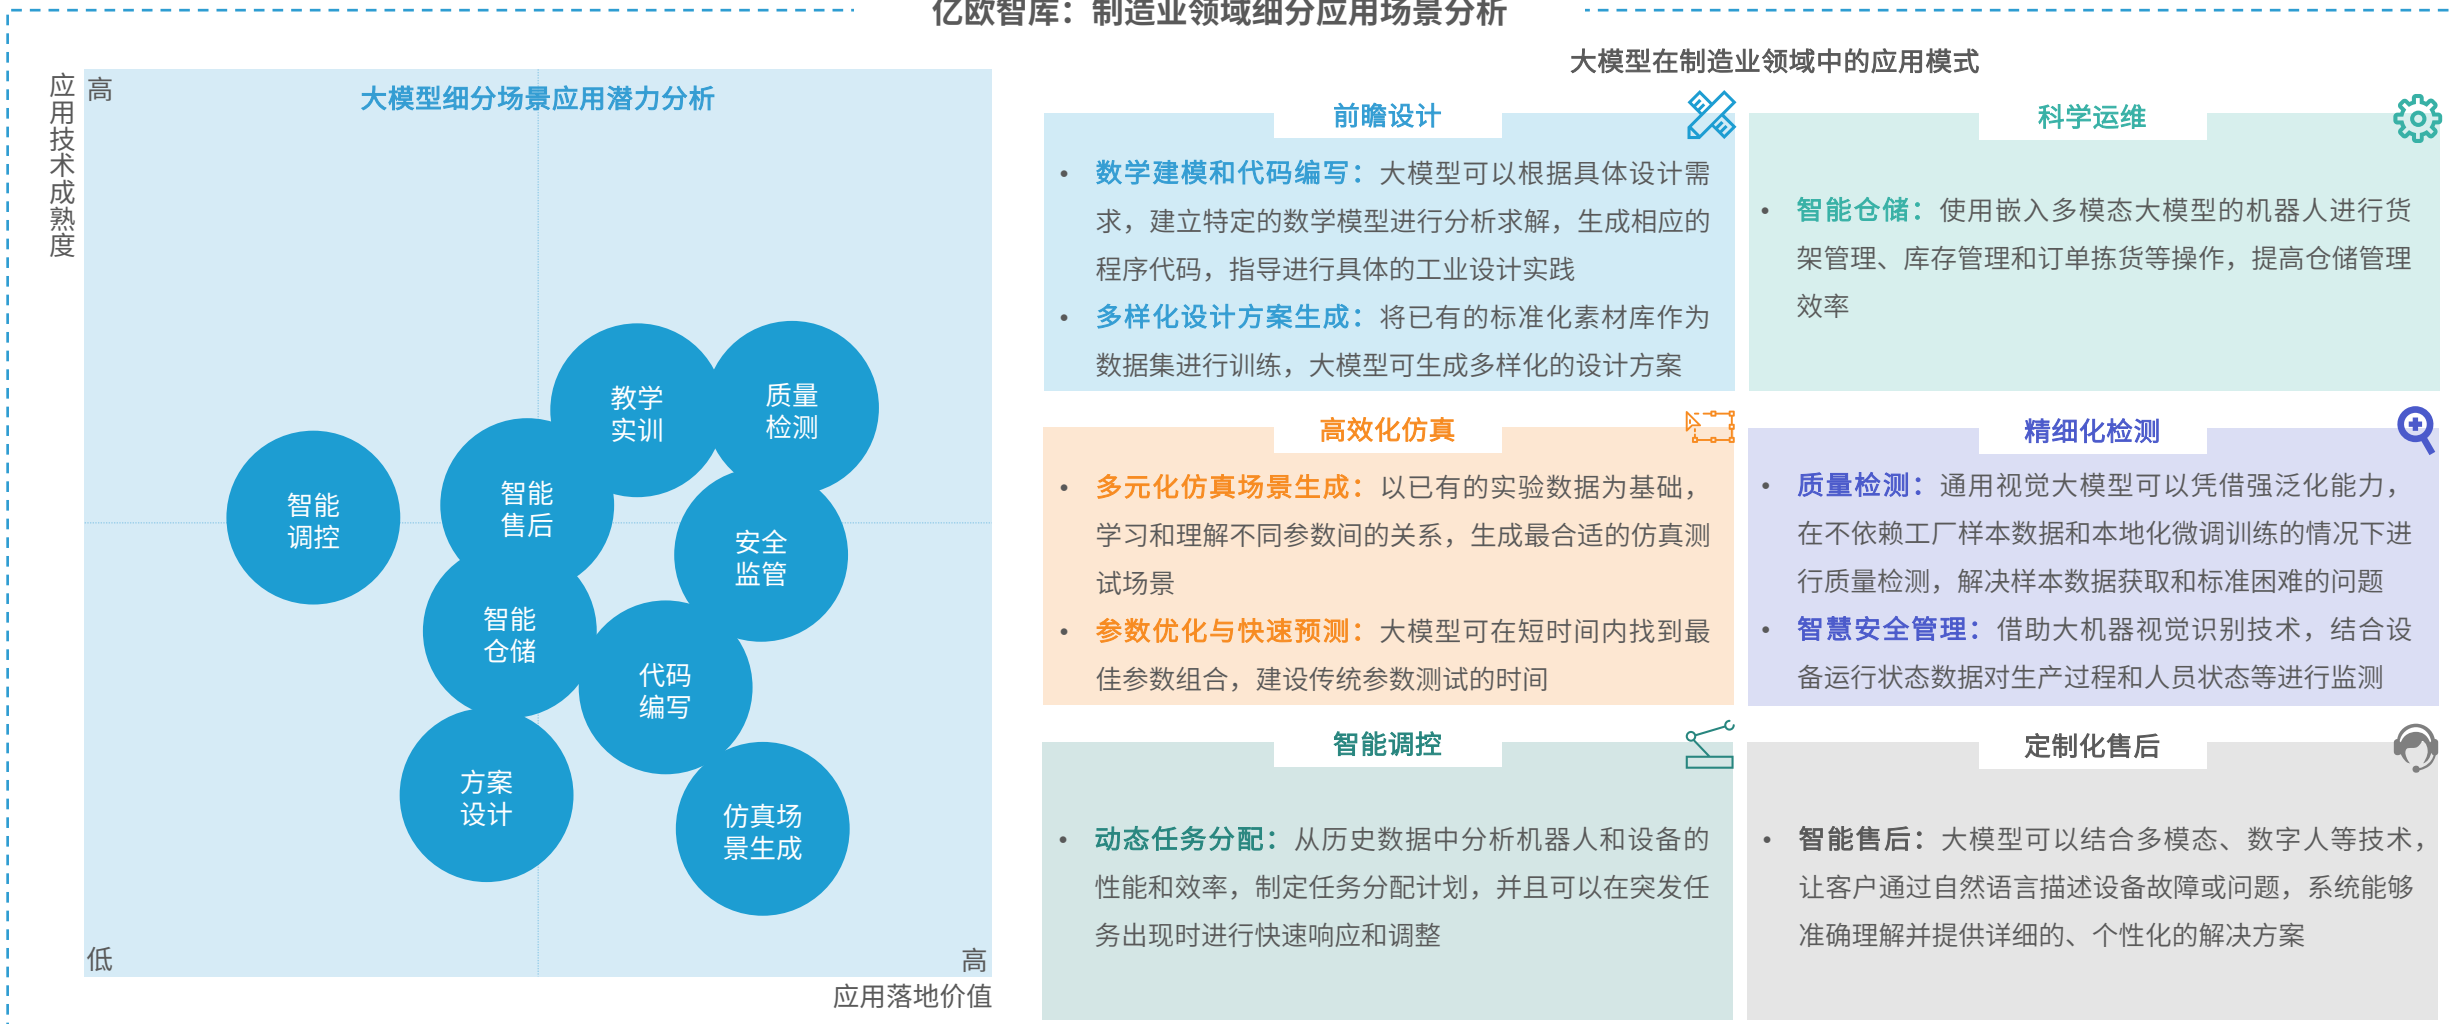 亿欧智库：制造业领域细分应用场景分析
应用技术成熟度
高
大模型细分场景应用潜力分析
教学
实训
质量
检测
智能
调控
智能
售后
安全
监管
智能
仓储
代码
编写
方案
设计
仿真场
景生成
低
高
应用落地价值
大模型在制造业领域中的应用模式
前瞻设计
• 数学建模和代码编写：大模型可以根据具体设计需
求，建立特定的数学模型进行分析求解，生成相应的
程序代码，指导进行具体的工业设计实践
• 多样化设计方案生成：将已有的标准化素材库作为
数据集进行训练，大模型可生成多样化的设计方案
科学运维
• 智能仓储：使用嵌入多模态大模型的机器人进行货
架管理、库存管理和订单拣货等操作，提高仓储管理
效率
高效化仿真
• 多元化仿真场景生成：以已有的实验数据为基础，
学习和理解不同参数间的关系，生成最合适的仿真测
试场景
• 参数优化与快速预测：大模型可在短时间内找到最
佳参数组合，建设传统参数测试的时间
精细化检测
• 质量检测：通用视觉大模型可以凭借强泛化能力，
在不依赖工厂样本数据和本地化微调训练的情况下进
行质量检测，解决样本数据获取和标准困难的问题
• 智慧安全管理：借助大机器视觉识别技术，结合设
备运行状态数据对生产过程和人员状态等进行监测
智能调控
• 动态任务分配：从历史数据中分析机器人和设备的
性能和效率，制定任务分配计划，并且可以在突发任
务出现时进行快速响应和调整
定制化售后
• 智能售后：大模型可以结合多模态、数字人等技术，
让客户通过自然语言描述设备故障或问题，系统能够
准确理解并提供详细的、个性化的解决方案